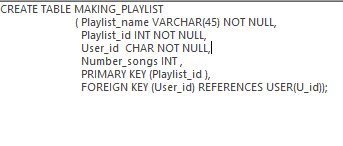 CREATE TABLE MAKING_PLAYLIST
( Playlist_name VARCHAR(45) NOT NULL,
Playlist_id INT NOT NULL,
User_id  CHAR NOT NULL,
Number_songs INT ,
PRIMARY KEY (Playlist_id ),
FOREIGN KEY (User_id) REFERENCES USER(U_id));